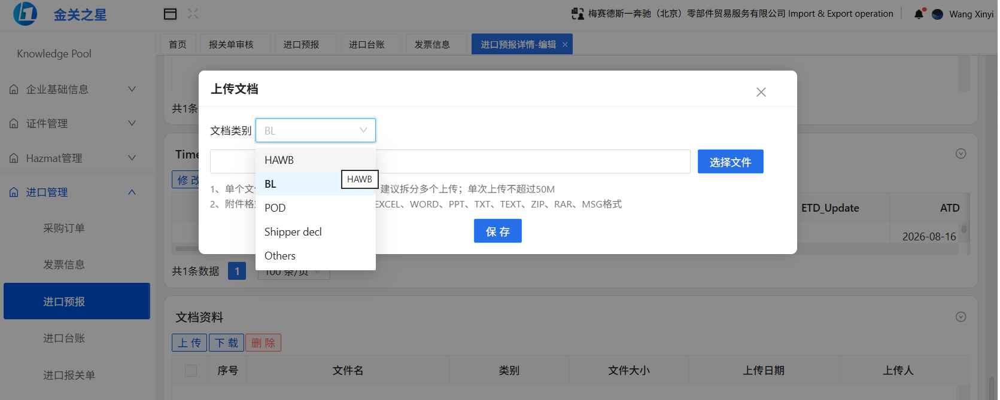 金关之星
梅赛德斯一奔驰（北京）零部件贸易服务有限公司 Import & Export operation
Wang Xinyi
首页
报关单审核
进口预报
进口台账
发票信息
进口预报详情-编辑 ×
Knowledge Pool
企业基础信息
证件管理
Hazmat管理
进口管理
采购订单
发票信息
进口预报
进口台账
进口报关单
共1条
上传文档
文档类别 BL
HAWB
BL
HAWB
POD
Shipper decl
Others
选择文件
1、单个文 建议拆分多个上传；单次上传不超过50M
2、附件格 EXCEL、WORD、PPT、TXT、TEXT、ZIP、RAR、MSG格式
保 存
Time
修 改
ETD_Update
ATD
2026-08-16
共1条数据 1 100 条/页
文档资料
上 传 下 载 删 除
序号 文件名 类别 文件大小 上传日期 上传人